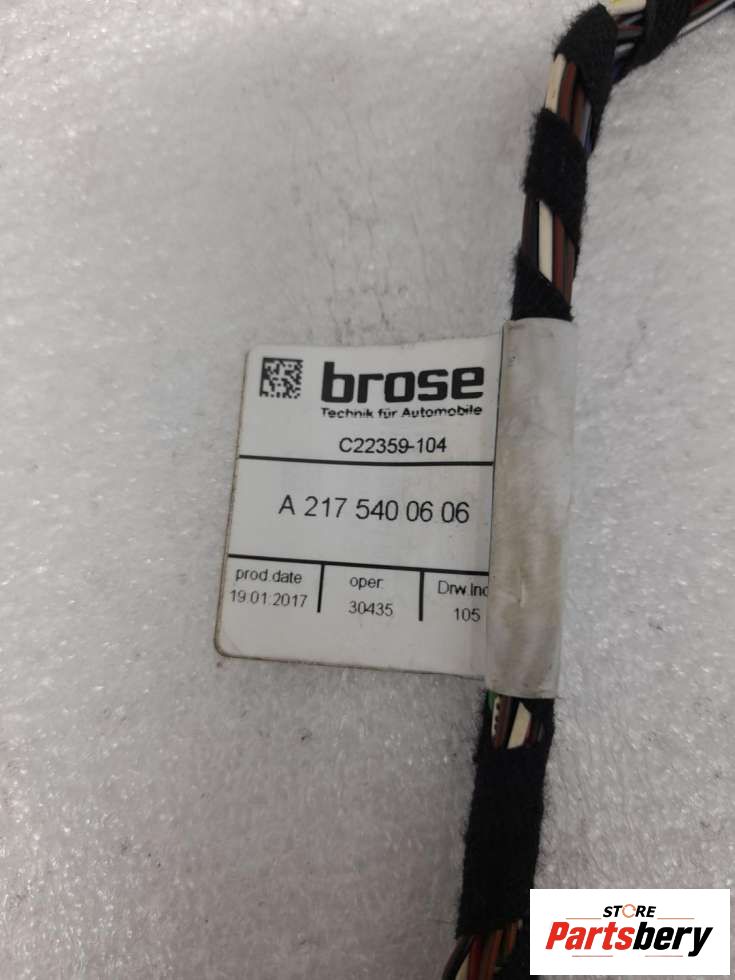 brose
Technik für Automobile
C22359-104
A 217 540 06 06
prod.date
oper.
Drw.Ind
19.01.2017
30435
105
STORE
Partsbery